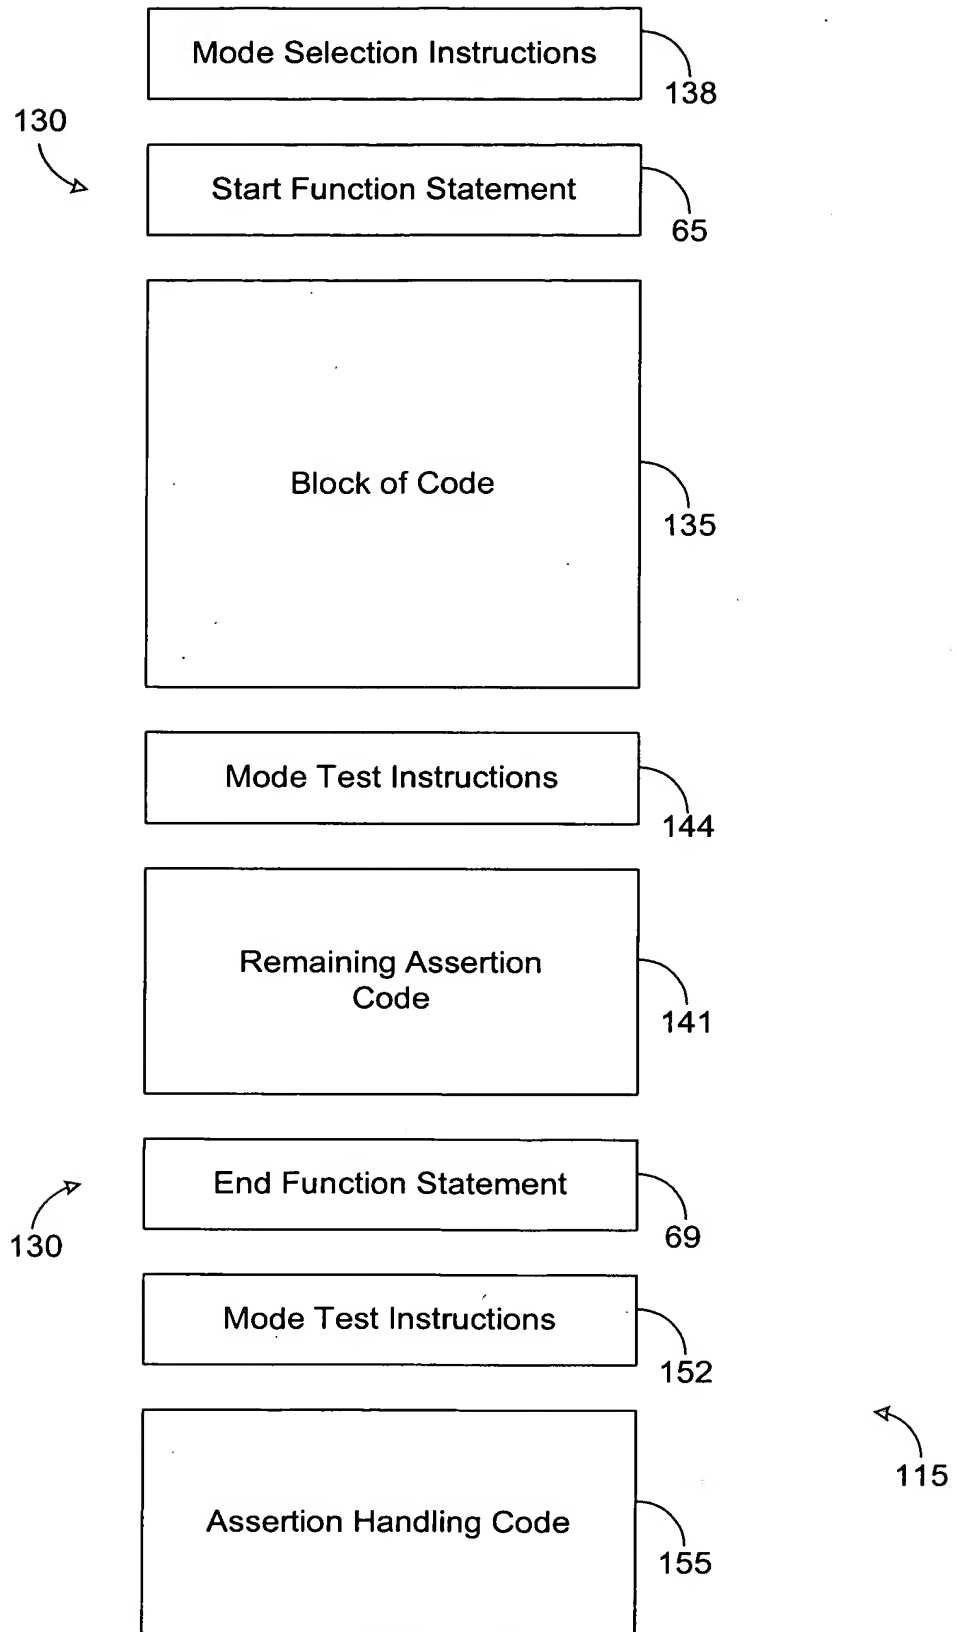 Mode Selection Instructions
138
130
Start Function Statement
65
Block of Code
135
Mode Test Instructions
144
Remaining Assertion
Code
141
End Function Statement
69
130
Mode Test Instructions
152
115
Assertion Handling Code
155